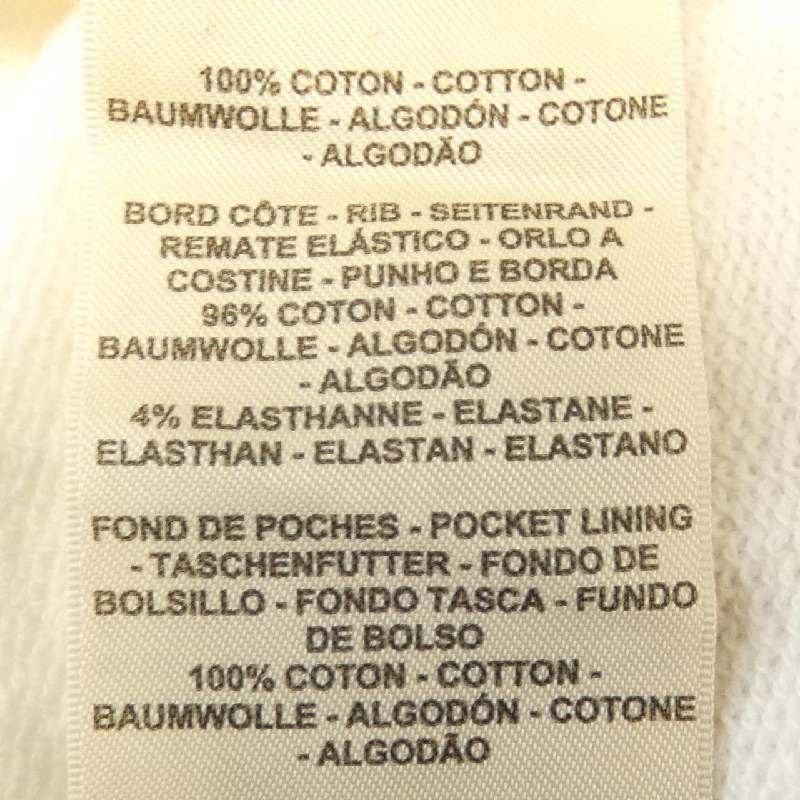 100% COTON - COTTON -
BAUMWOLLE - ALGODÓN - COTONE
- ALGODÃO
BORD CÔTE - RIB - SEITENRAND -
REMATE ELÁSTICO - ORLO A
COSTINE - PUNHO E BORDA
96% COTON - COTTON -
BAUMWOLLE - ALGODÓN - COTONE
- ALGODÃO
4% ELASTHANNE - ELASTANE -
ELASTHAN - ELASTAN - ELASTANO
FOND DE POCHES - POCKET LINING
- TASCHENFUTTER - FONDO DE
BOLSILLO - FONDO TASCA - FUNDO
DE BOLSO
100% COTON - COTTON -
BAUMWOLLE - ALGODÓN - COTONE
- ALGODÃO